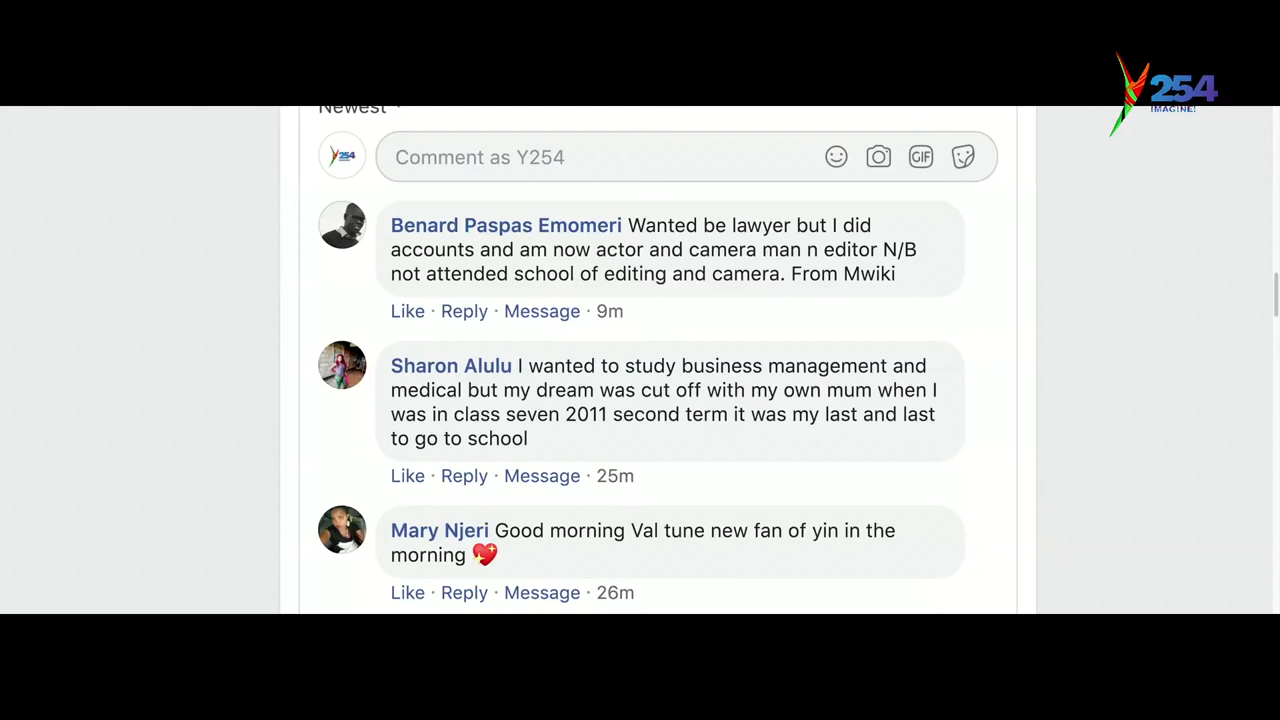 254
IMAGINE!
Newest
254
Comment as Y254
GIF
Benard Paspas Emomeri Wanted be lawyer but I did
accounts and am now actor and camera man n editor N/B
not attended school of editing and camera. From Mwiki
Like · Reply · Message · 9m
Sharon Alulu I wanted to study business management and
medical but my dream was cut off with my own mum when I
was in class seven 2011 second term it was my last and last
to go to school
Like · Reply · Message · 25m
Mary Njeri Good morning Val tune new fan of yin in the
morning 💖
Like · Reply · Message · 26m